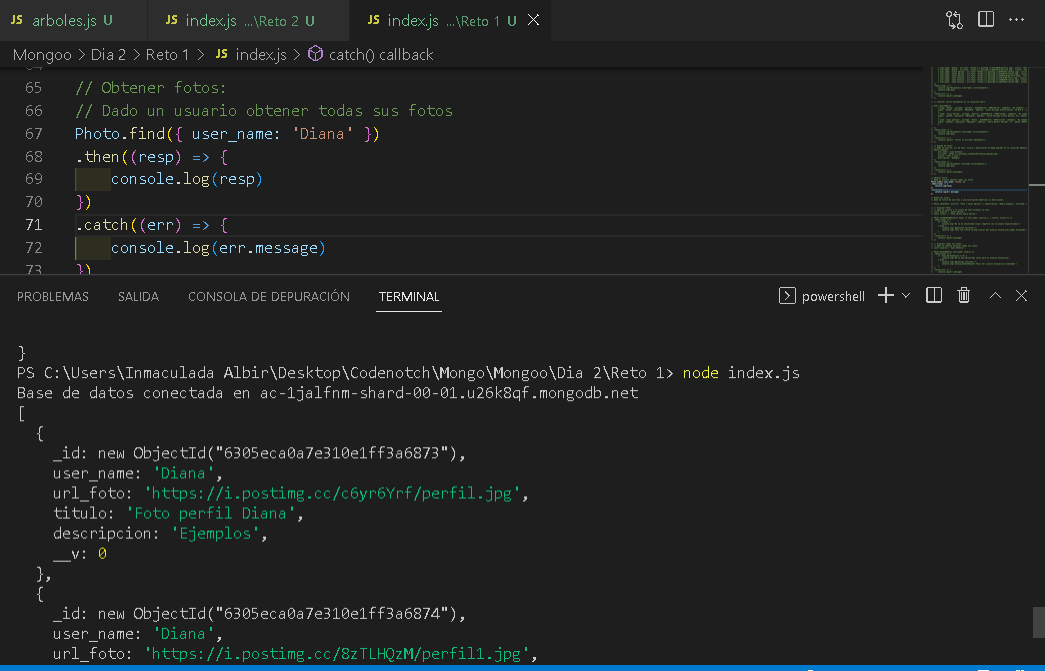 JS arboles.js U
JS index.js ...\Reto 2 U
JS index.js ...\Reto 1 U
Mongoo > Dia 2 > Reto 1 > JS index.js > catch() callback
65 // Obtener fotos:
66 // Dado un usuario obtener todas sus fotos
67 Photo.find({ user_name: 'Diana' })
68 .then((resp) => {
69 console.log(resp)
70 })
71 .catch((err) => {
72 console.log(err.message)
73 })
PROBLEMAS SALIDA CONSOLA DE DEPURACIÓN TERMINAL powershell
}
PS C:\Users\Inmaculada Albir\Desktop\Codenotch\Mongo\Mongoo\Dia 2\Reto 1> node index.js
Base de datos conectada en ac-1jalfnm-shard-00-01.u26k8qf.mongodb.net
[
{
_id: new ObjectId("6305eca0a7e310e1ff3a6873"),
user_name: 'Diana',
url_foto: 'https://i.postimg.cc/c6yr6Yrf/perfil.jpg',
titulo: 'Foto perfil Diana',
descripcion: 'Ejemplos',
__v: 0
},
{
_id: new ObjectId("6305eca0a7e310e1ff3a6874"),
user_name: 'Diana',
url_foto: 'https://i.postimg.cc/8zTLHQzM/perfil1.jpg',